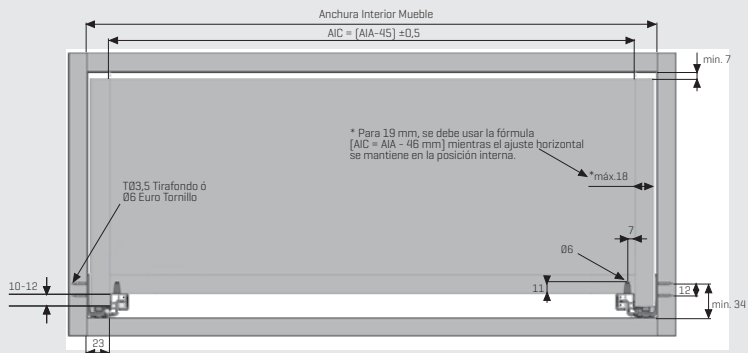 Anchura Interior Mueble
AIC = (AIA-45) ±0,5
min. 7
* Para 19 mm, se debe usar la fórmula
[AIC = AIA - 46 mm] mientras el ajuste horizontal
se mantiene en la posición interna.
*máx.18
TØ3,5 Tirafondo ó
Ø6 Euro Tornillo
7
Ø6
10-12
11
12
min. 34
23